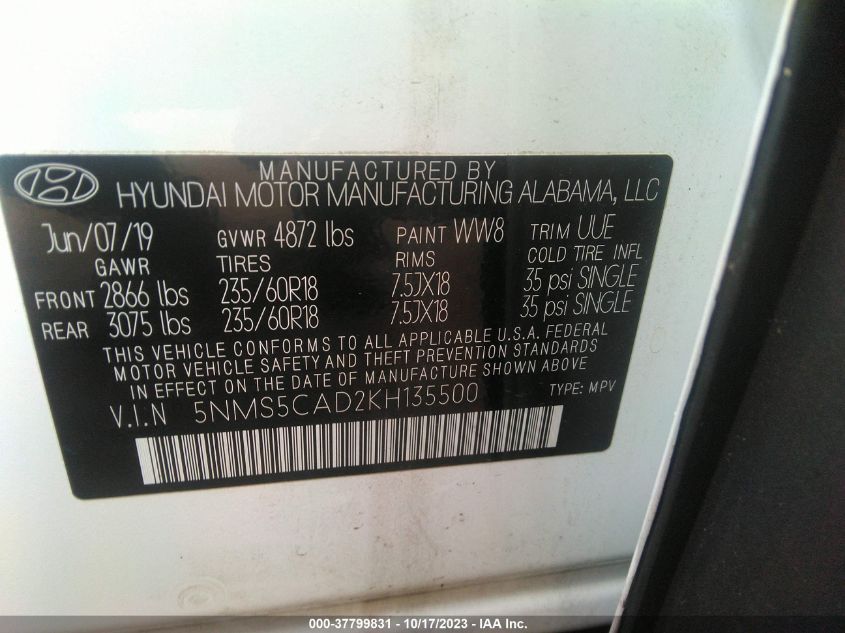 MANUFACTURED BY
HYUNDAI MOTOR MANUFACTURING ALABAMA, LLC
Jun/07/19 GVWR 4872 lbs PAINT WW8 TRIM UUE
GAWR TIRES RIMS COLD TIRE INFL
FRONT 2866 lbs 235/60R18 7.5JX18 35 psi SINGLE
REAR 3075 lbs 235/60R18 7.5JX18 35 psi SINGLE
THIS VEHICLE CONFORMS TO ALL APPLICABLE U.S.A. FEDERAL
MOTOR VEHICLE SAFETY AND THEFT PREVENTION STANDARDS
IN EFFECT ON THE DATE OF MANUFACTURE SHOWN ABOVE
V.I.N 5NMS5CAD2KH135500 TYPE: MPV
000-37799831 - 10/17/2023 - IAA Inc.